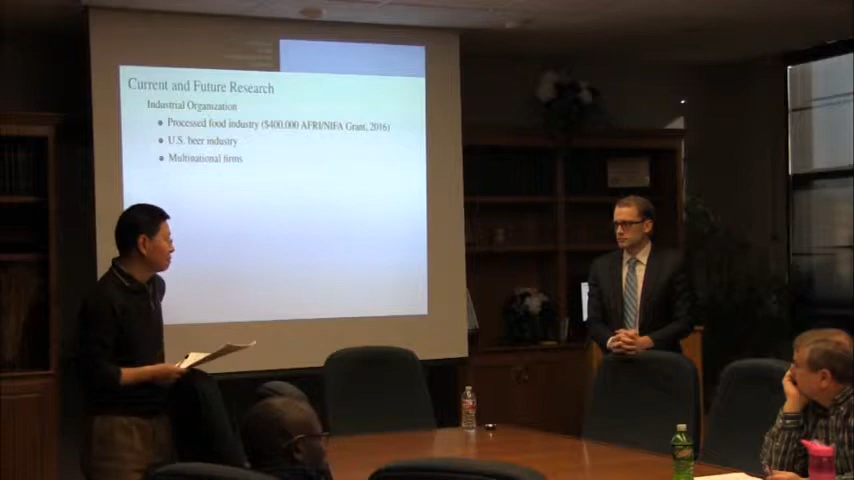 Current and Future Research
Industrial Organization
Processed food industry ($400,000 AFRI/NIFA Grant, 2016)
U.S. beer industry
Multinational firms